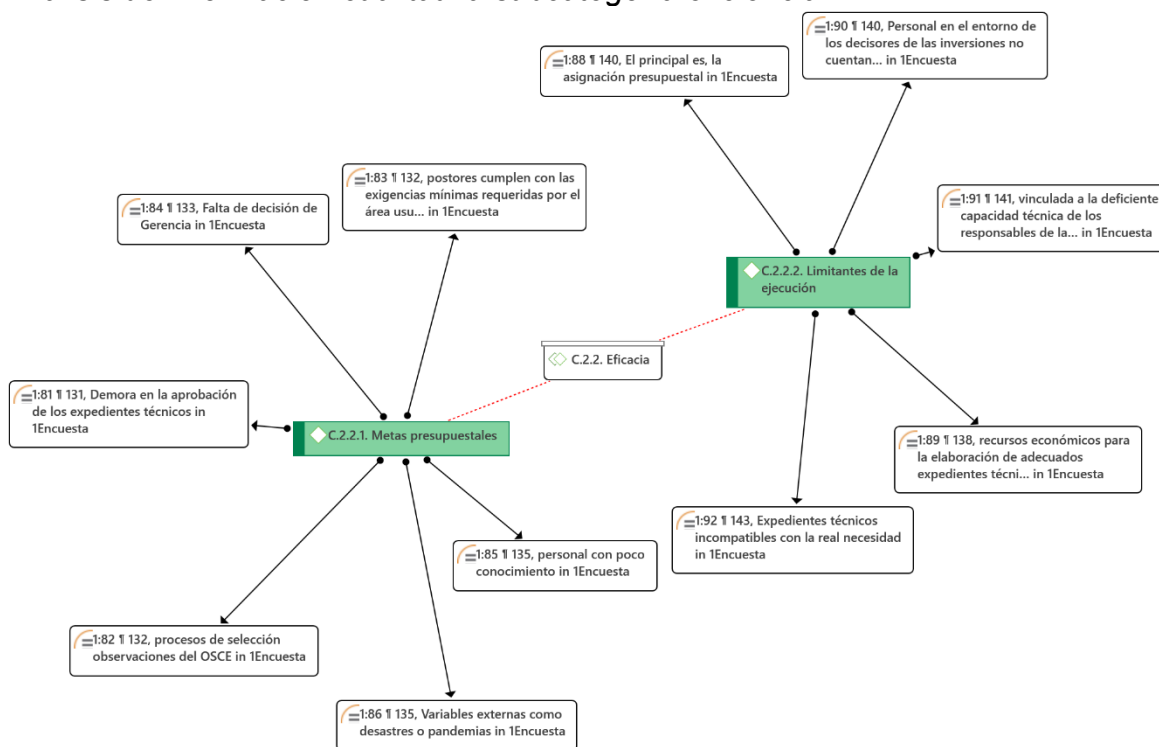 1:90 ¶ 140, Personal en el entorno de
los decisores de las inversiones no
cuentan... in 1Encuesta
1:88 ¶ 140, El principal es, la
asignación presupuestal in 1Encuesta
1:83 ¶ 132, postores cumplen con las
exigencias mínimas requeridas por el
área usu... in 1Encuesta
1:84 ¶ 133, Falta de decisión de
Gerencia in 1Encuesta
1:91 ¶ 141, vinculada a la deficiente
capacidad técnica de los
responsables de la... in 1Encuesta
C.2.2.2. Limitantes de la
ejecución
C.2.2. Eficacia
1:81 ¶ 131, Demora en la aprobación
de los expedientes técnicos in
1Encuesta
C.2.2.1. Metas presupuestales
1:89 ¶ 138, recursos económicos para
la elaboración de adecuados
expedientes técni... in 1Encuesta
1:92 ¶ 143, Expedientes técnicos
incompatibles con la real necesidad
in 1Encuesta
1:85 ¶ 135, personal con poco
conocimiento in 1Encuesta
1:82 ¶ 132, procesos de selección
observaciones del OSCE in 1Encuesta
1:86 ¶ 135, Variables externas como
desastres o pandemias in 1Encuesta